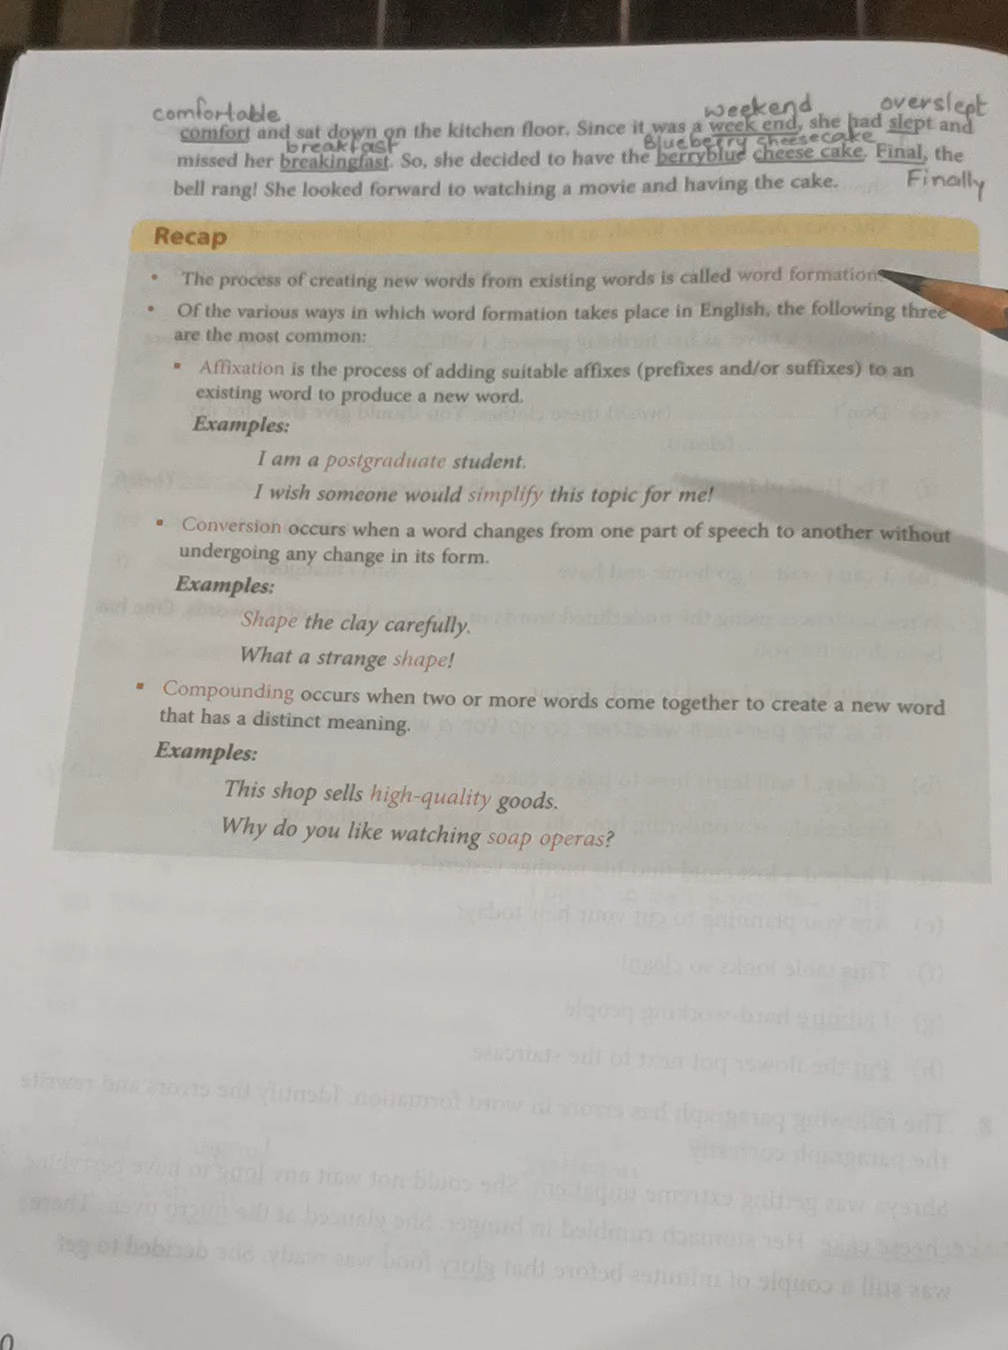 comfortable weekend overslept
comfort and sat down on the kitchen floor. Since it was a week end, she had slept and
breakfast Blueberry cheesecake
missed her breakingfast. So, she decided to have the berryblue cheese cake. Final, the
bell rang! She looked forward to watching a movie and having the cake. Finally
Recap
• The process of creating new words from existing words is called word formation
• Of the various ways in which word formation takes place in English, the following three
are the most common:
▪ Affixation is the process of adding suitable affixes (prefixes and/or suffixes) to an
existing word to produce a new word.
Examples:
I am a postgraduate student.
I wish someone would simplify this topic for me!
▪ Conversion occurs when a word changes from one part of speech to another without
undergoing any change in its form.
Examples:
Shape the clay carefully.
What a strange shape!
▪ Compounding occurs when two or more words come together to create a new word
that has a distinct meaning.
Examples:
This shop sells high-quality goods.
Why do you like watching soap operas?